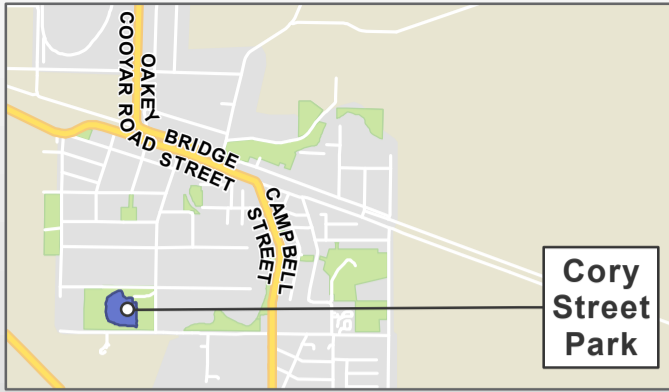 OAKEY
COOYAR ROAD
BRIDGE
STREET
CAMPBELL
STREET
Cory
Street
Park